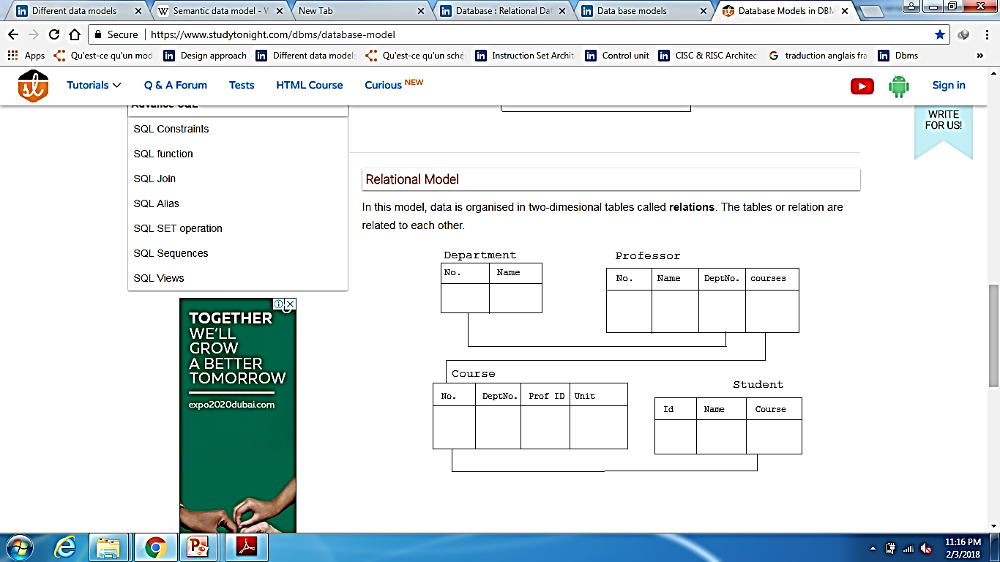 Different data models
Semantic data model - W
New Tab
Database : Relational Dat
Data base models
Database Models in DBM
Secure
https://www.studytonight.com/dbms/database-model
Apps
Qu'est-ce qu'un mod
Design approach
Different data models
Qu'est-ce qu'un sché
Instruction Set Archit
Control unit
CISC & RISC Architec
traduction anglais fra
Dbms
»
Tutorials
Q & A Forum
Tests
HTML Course
Curious NEW
Sign in
Advance SQL
SQL Constraints
SQL function
SQL Join
SQL Alias
SQL SET operation
SQL Sequences
SQL Views
WRITE
FOR US!
Relational Model
In this model, data is organised in two-dimesional tables called relations. The tables or relation are
related to each other.
Department
No. Name
Professor
No. Name DeptNo. courses
Course
No. DeptNo. Prof ID Unit
Student
Id Name Course
TOGETHER
WE'LL
GROW
A BETTER
TOMORROW
expo2020dubai.com
11:16 PM
2/3/2018